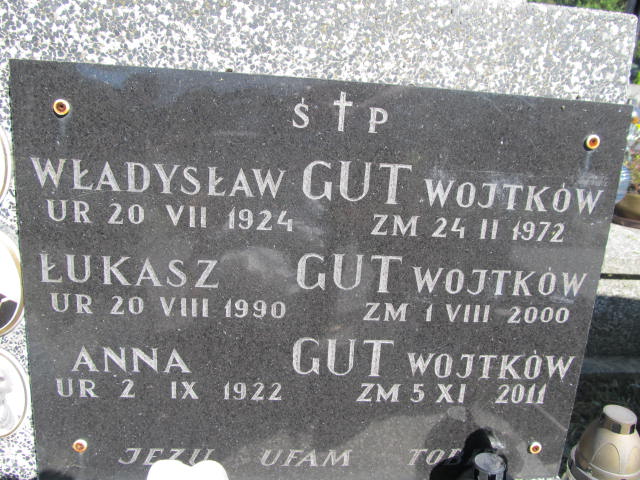 Ś † P
WŁADYSŁAW GUT WOJTKÓW
UR 20 VII 1924 ZM 24 II 1972
ŁUKASZ GUT WOJTKÓW
UR 20 VIII 1990 ZM 1 VIII 2000
ANNA GUT WOJTKÓW
UR 2 IX 1922 ZM 5 XI 2011
JEZU UFAM